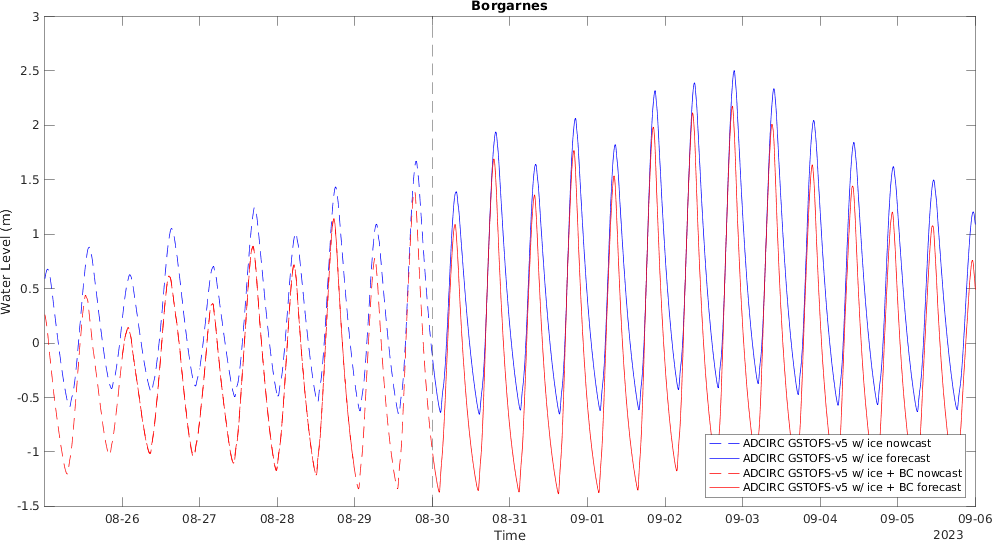 Borgarnes
3
2.5
2
1.5
1
0.5
0
-0.5
-1
-1.5
Water Level (m)
ADCIRC GSTOFS-v5 w/ ice nowcast
ADCIRC GSTOFS-v5 w/ ice forecast
ADCIRC GSTOFS-v5 w/ ice + BC nowcast
ADCIRC GSTOFS-v5 w/ ice + BC forecast
08-26 08-27 08-28 08-29 08-30 08-31 09-01 09-02 09-03 09-04 09-05 09-06
Time
2023